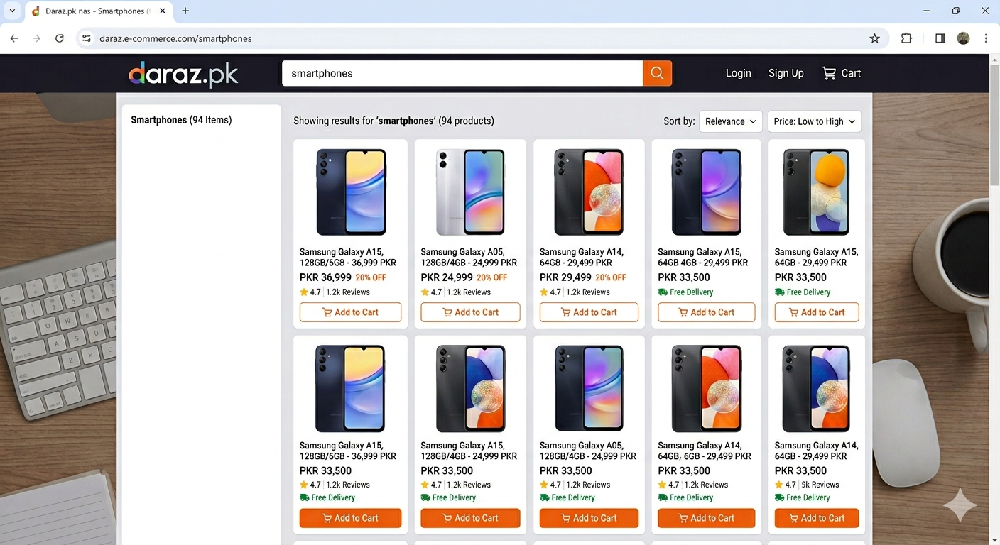 Daraz.pk nas - Smartphones (
daraz.e-commerce.com/smartphones
daraz.pk
smartphones
Login
Sign Up
Cart
Smartphones (94 Items)
Showing results for 'smartphones' (94 products)
Sort by:
Relevance
Price: Low to High
Samsung Galaxy A15,
128GB/6GB - 36,999 PKR
PKR 36,999 20% OFF
4.7 | 1.2k Reviews
Add to Cart
Samsung Galaxy A05,
128GB/4GB - 24,999 PKR
PKR 24,999 20% OFF
4.7 | 1.2k Reviews
Add to Cart
Samsung Galaxy A14,
64GB - 29,499 PKR
PKR 29,499 20% OFF
4.7 | 1.2k Reviews
Add to Cart
Samsung Galaxy A15,
64GB 4GB - 29,499 PKR
PKR 33,500
Free Delivery
Add to Cart
Samsung Galaxy A15,
64GB - 29,499 PKR
PKR 33,500
Free Delivery
Add to Cart
Samsung Galaxy A15,
128GB/6GB - 36,999 PKR
PKR 33,500
4.7 | 1.2k Reviews
Free Delivery
Add to Cart
Samsung Galaxy A15,
128GB/4GB - 24,999 PKR
PKR 33,500
4.7 | 1.2k Reviews
Free Delivery
Add to Cart
Samsung Galaxy A05,
128GB/4GB - 24,999 PKR
PKR 33,500
4.7 | 1.2k Reviews
Free Delivery
Add to Cart
Samsung Galaxy A14,
64GB, 6GB - 29,499 PKR
PKR 33,500
4.7 | 1.2k Reviews
Free Delivery
Add to Cart
Samsung Galaxy A14,
64GB - 29,499 PKR
PKR 33,500
4.7 | 9k Reviews
Free Delivery
Add to Cart